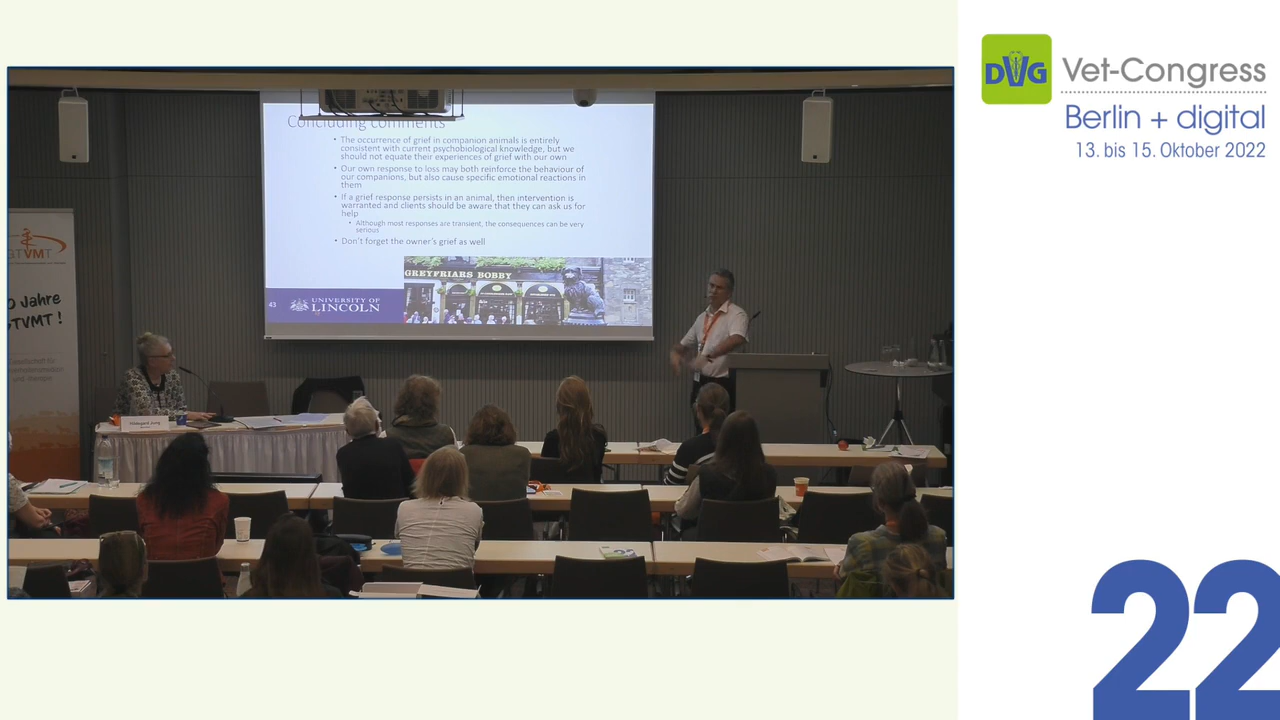 Concluding comments
• The occurrence of grief in companion animals is entirely
consistent with current psychobiological knowledge, but we
should not equate their experiences of grief with our own
• Our own response to loss may both reinforce the behaviour of
our companions, but also cause specific emotional reactions in
them
• If a grief response persists in an animal, then intervention is
warranted and clients should be aware that they can ask us for
help
• Although most responses are transient, the consequences can be very
serious
• Don't forget the owner's grief as well
GREYFRIARS BOBBY
43
UNIVERSITY OF
LINCOLN
GTVMT
0 Jahre
GTVMT !
Hildegard Jung
DVG
Vet-Congress
Berlin + digital
13. bis 15. Oktober 2022
22